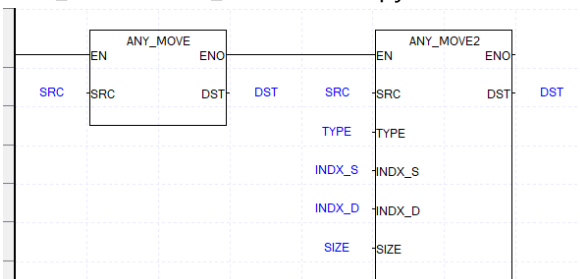 ANY_MOVE
EN
ENO
SRC
SRC
DST
DST
ANY_MOVE2
EN
ENO
SRC
SRC
DST
DST
TYPE
TYPE
INDX_S
INDX_S
INDX_D
INDX_D
SIZE
SIZE